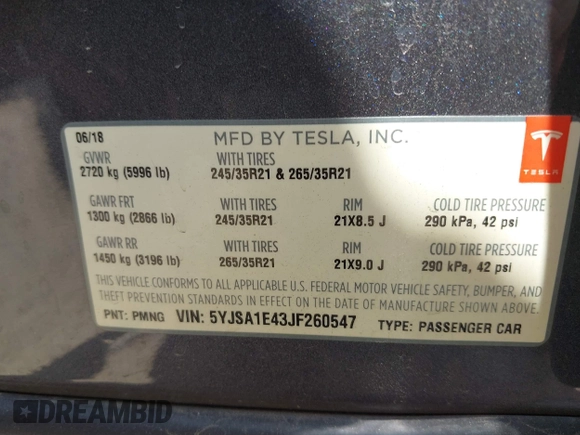 06/18 MFD BY TESLA, INC.
GVWR WITH TIRES
2720 kg (5996 lb) 245/35R21 & 265/35R21
TESLA
GAWR FRT WITH TIRES RIM COLD TIRE PRESSURE
1300 kg (2866 lb) 245/35R21 21X8.5 J 290 kPa, 42 psi
GAWR RR WITH TIRES RIM COLD TIRE PRESSURE
1450 kg (3196 lb) 265/35R21 21X9.0 J 290 kPa, 42 psi
THIS VEHICLE CONFORMS TO ALL APPLICABLE U.S. FEDERAL MOTOR VEHICLE SAFETY, BUMPER, AND
THEFT PREVENTION STANDARDS IN EFFECT ON THE DATE OF MANUFACTURE SHOWN ABOVE.
PNT: PMNG VIN: 5YJSA1E43JF260547 TYPE: PASSENGER CAR
DREAMBID